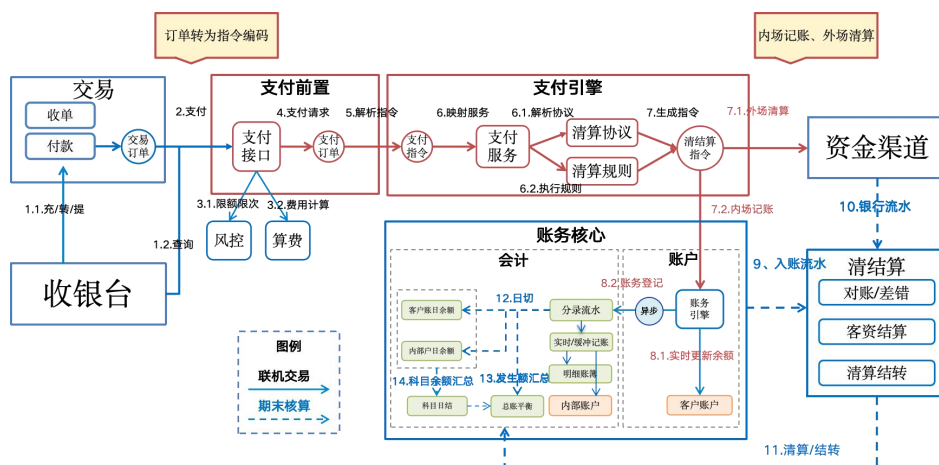 订单转为指令编码
内场记账、外场清算
交易
收单
付款
交易
订单
2.支付
支付前置
支付
接口
4.支付请求
支付
订单
5.解析指令
支付引擎
支付
指令
6.映射服务
支付
服务
6.1.解析协议
清算协议
清算规则
6.2.执行规则
7.生成指令
清结算
指令
7.1.外场清算
资金渠道
1.1.充/转/提
3.1.限额限次
3.2.费用计算
风控
算费
1.2.查询
收银台
7.2.内场记账
10.银行流水
账务核心
会计
账户
9、入账流水
清结算
对账/差错
客资结算
清算结转
8.2.账务登记
12.日切
客户账日余额
分录流水
异步
账务
引擎
内部户日余额
实时/缓冲记账
8.1.实时更新余额
14.科目余额汇总
13.发生额汇总
明细账薄
科目日结
总账平衡
内部账户
客户账户
图例
联机交易
期末核算
11.清算/结转